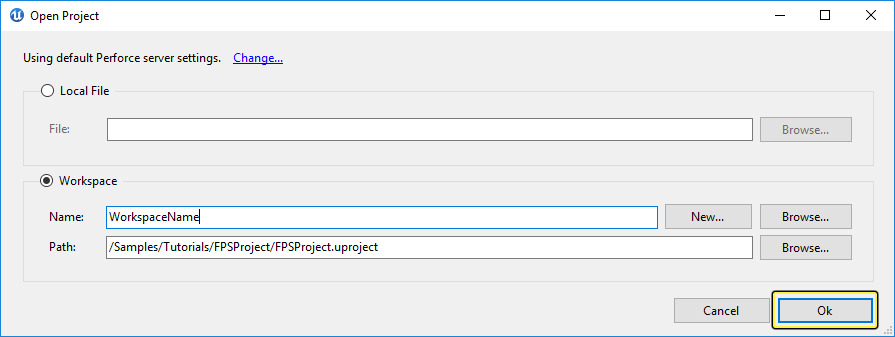 Open Project
Using default Perforce server settings. Change...
Local File
File: Browse...
Workspace
Name: WorkspaceName New... Browse...
Path: /Samples/Tutorials/FPSProject/FPSProject.uproject Browse...
Cancel Ok